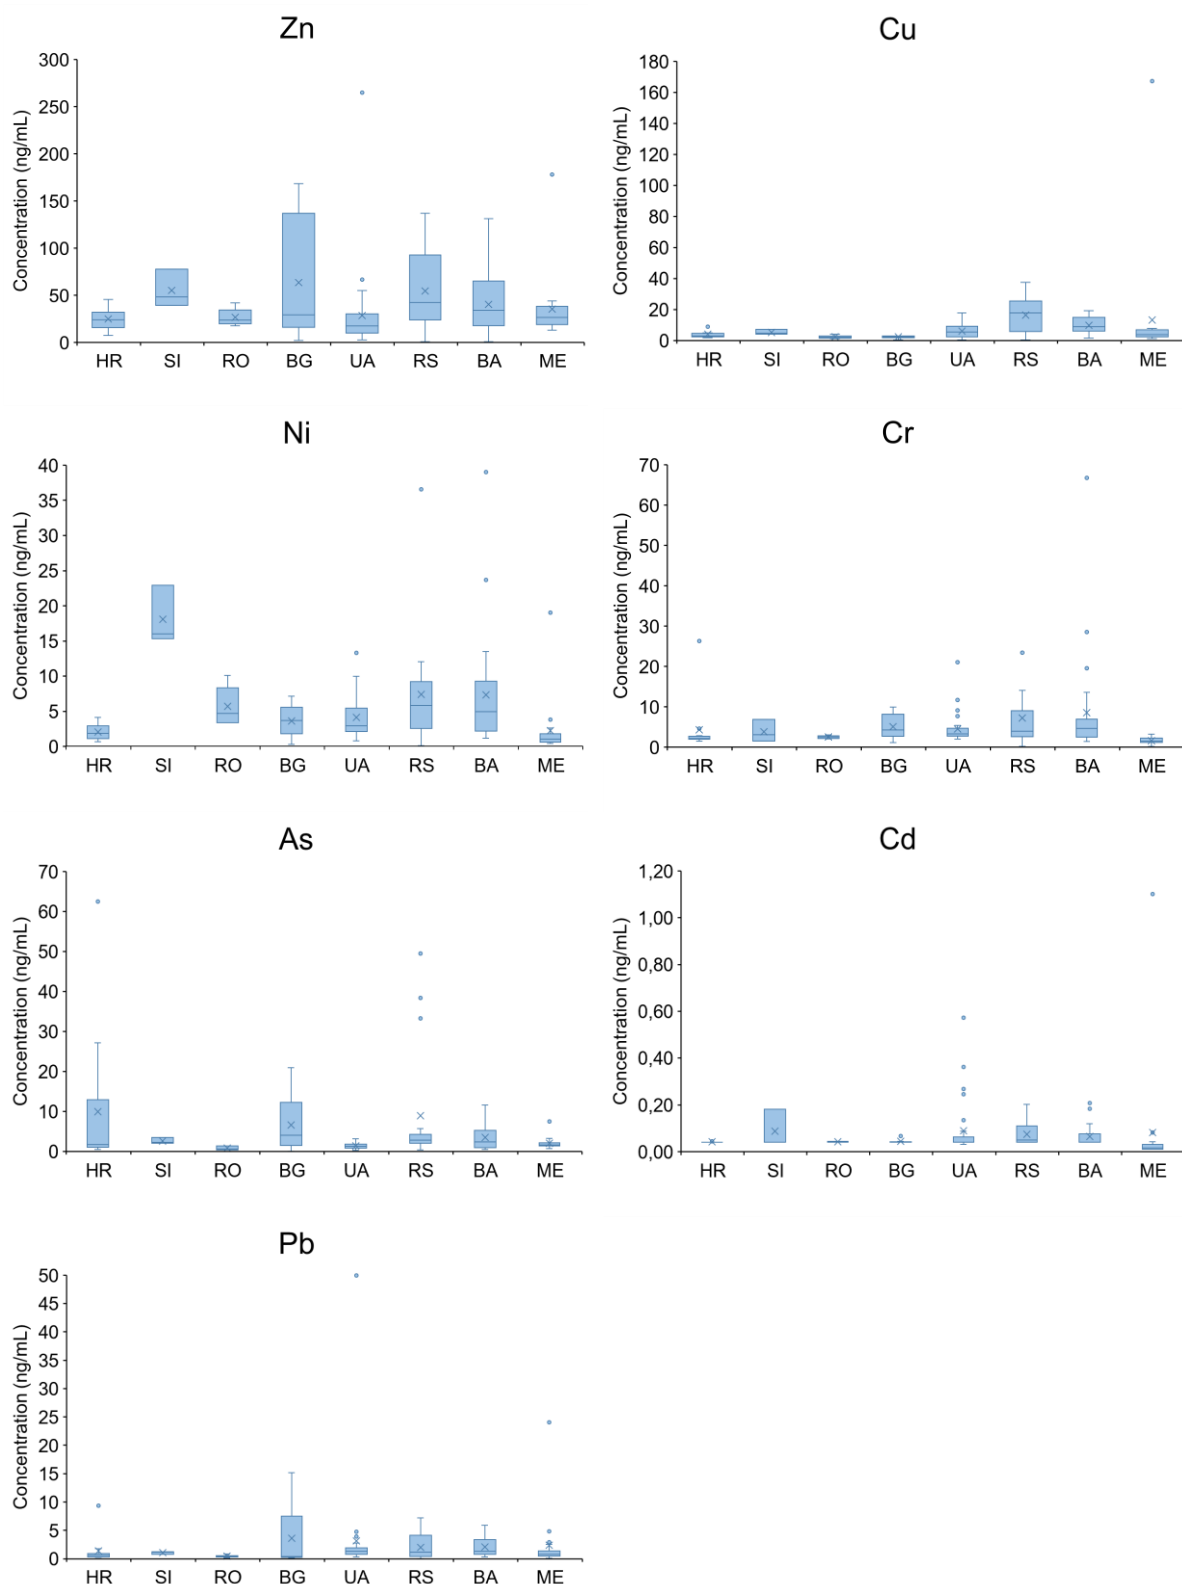 Zn
Concentration (ng/mL)
300
250
200
150
100
50
0
HR SI RO BG UA RS BA ME
Cu
Concentration (ng/mL)
180
160
140
120
100
80
60
40
20
0
HR SI RO BG UA RS BA ME
Ni
Concentration (ng/mL)
40
35
30
25
20
15
10
5
0
HR SI RO BG UA RS BA ME
Cr
Concentration (ng/mL)
70
60
50
40
30
20
10
0
HR SI RO BG UA RS BA ME
As
Concentration (ng/mL)
70
60
50
40
30
20
10
0
HR SI RO BG UA RS BA ME
Cd
Concentration (ng/mL)
1,20
1,00
0,80
0,60
0,40
0,20
0,00
HR SI RO BG UA RS BA ME
Pb
Concentration (ng/mL)
50
45
40
35
30
25
20
15
10
5
0
HR SI RO BG UA RS BA ME